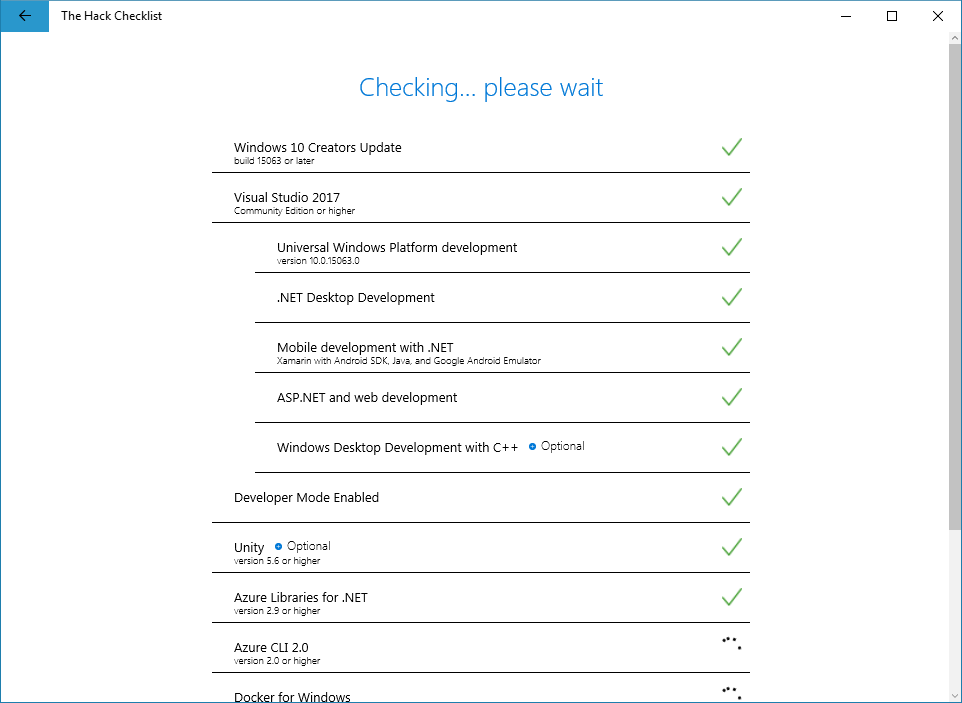 The Hack Checklist
Checking... please wait
Windows 10 Creators Update
build 15063 or later
Visual Studio 2017
Community Edition or higher
Universal Windows Platform development
version 10.0.15063.0
.NET Desktop Development
Mobile development with .NET
Xamarin with Android SDK, Java, and Google Android Emulator
ASP.NET and web development
Windows Desktop Development with C++ Optional
Developer Mode Enabled
Unity Optional
version 5.6 or higher
Azure Libraries for .NET
version 2.9 or higher
Azure CLI 2.0
version 2.0 or higher
Docker for Windows